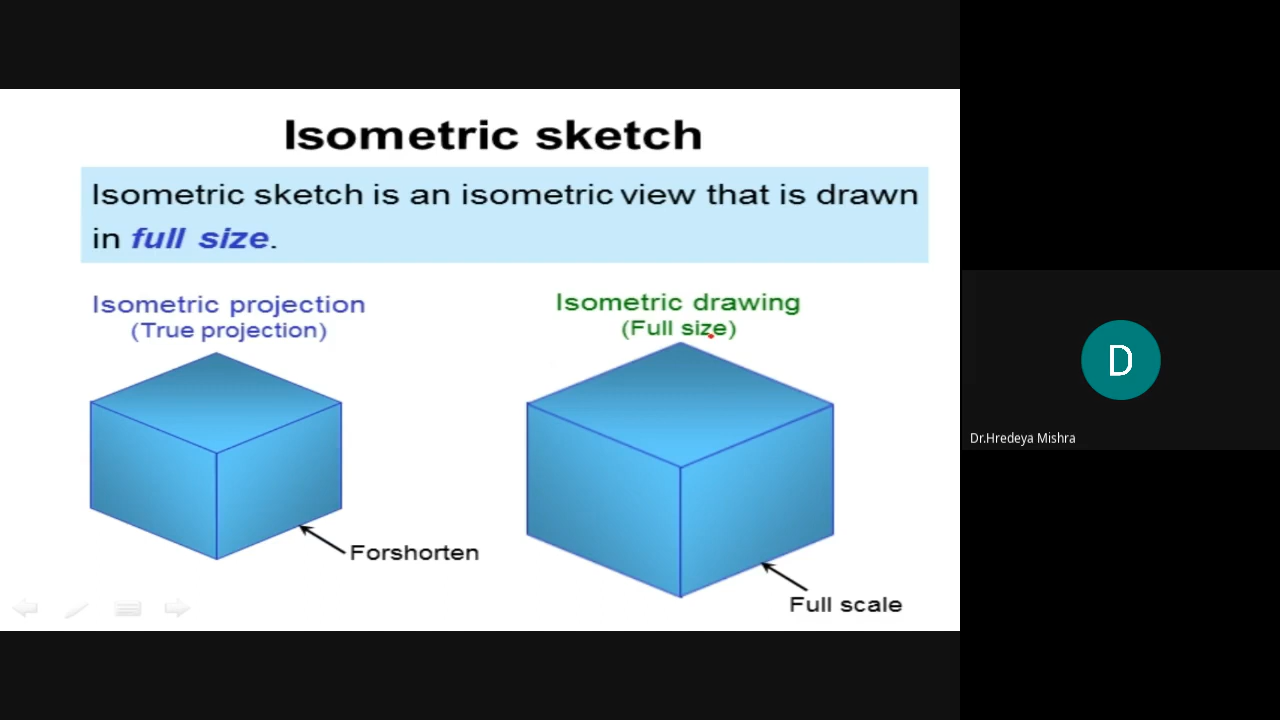 Isometric sketch
Isometric sketch is an isometric view that is drawn
in full size.
Isometric projection
(True projection)
Isometric drawing
(Full size)
Forshorten
Full scale
D
Dr.Hredeya Mishra